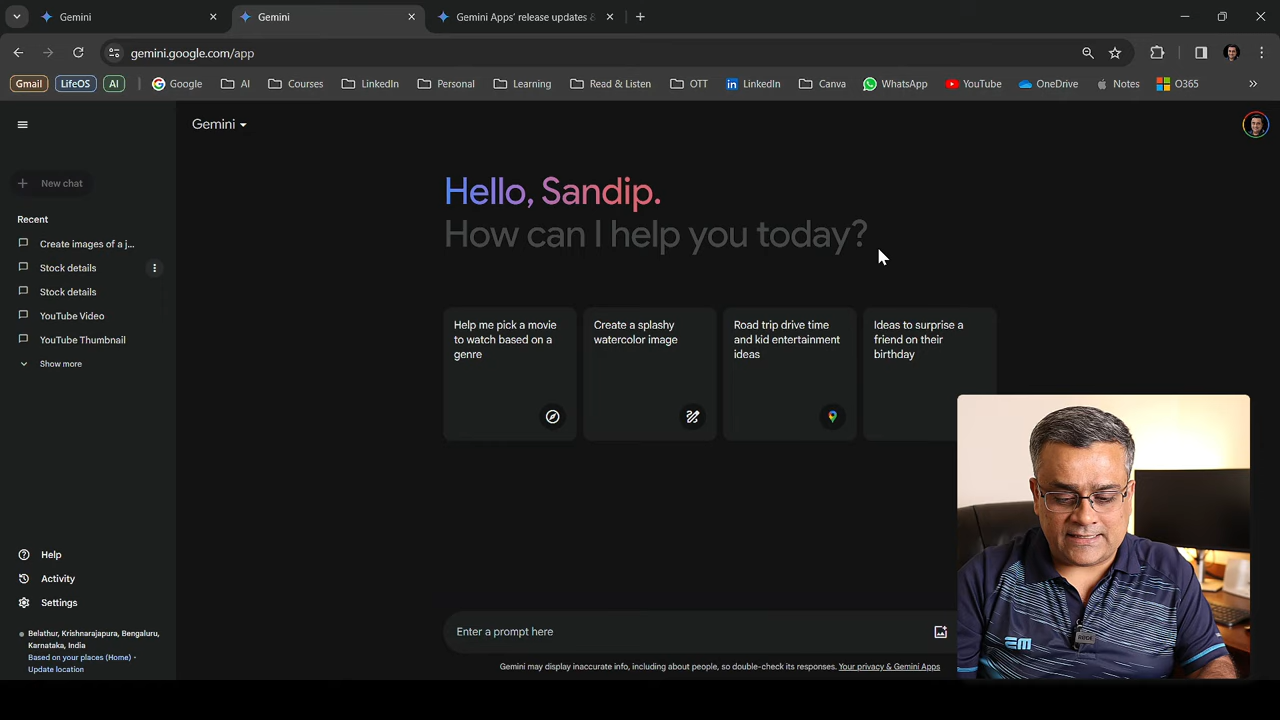 Gemini
Gemini
Gemini Apps' release updates &
gemini.google.com/app
Gmail
LifeOS
AI
Google
AI
Courses
LinkedIn
Personal
Learning
Read & Listen
OTT
LinkedIn
Canva
WhatsApp
YouTube
OneDrive
Notes
O365
Gemini
New chat
Recent
Create images of a j...
Stock details
Stock details
YouTube Video
YouTube Thumbnail
Show more
Hello, Sandip.
How can I help you today?
Help me pick a movie
to watch based on a
genre
Create a splashy
watercolor image
Road trip drive time
and kid entertainment
ideas
Ideas to surprise a
friend on their
birthday
Help
Activity
Settings
Belathur, Krishnarajapura, Bengaluru,
Karnataka, India
Based on your places (Home) •
Update location
Enter a prompt here
Gemini may display inaccurate info, including about people, so double-check its responses. Your privacy & Gemini Apps